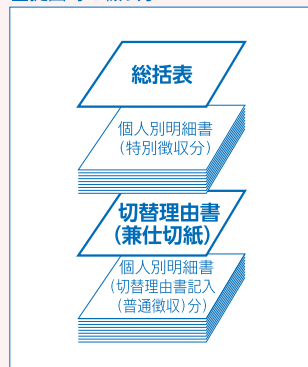 総括表
個人別明細書
(特別徴収分)
切替理由書
(兼仕切紙)
個人別明細書
(切替理由書記入
(普通徴収)分)